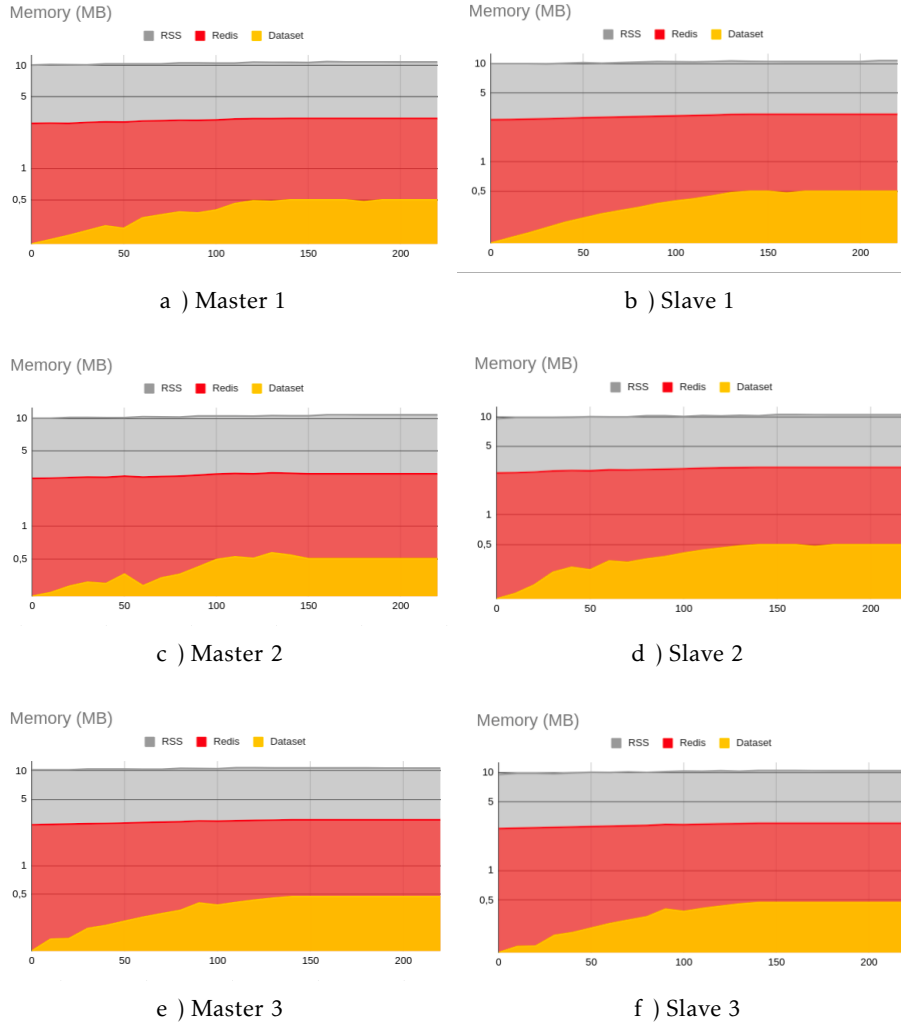 Memory (MB)
RSS Redis Dataset
10
5
1
0,5
0 50 100 150 200
a ) Master 1
Memory (MB)
RSS Redis Dataset
10
5
1
0,5
0 50 100 150 200
b ) Slave 1
Memory (MB)
RSS Redis Dataset
10
5
1
0,5
0 50 100 150 200
c ) Master 2
Memory (MB)
RSS Redis Dataset
10
5
1
0,5
0 50 100 150 200
d ) Slave 2
Memory (MB)
RSS Redis Dataset
10
5
1
0,5
0 50 100 150 200
e ) Master 3
Memory (MB)
RSS Redis Dataset
10
5
1
0,5
0 50 100 150 200
f ) Slave 3